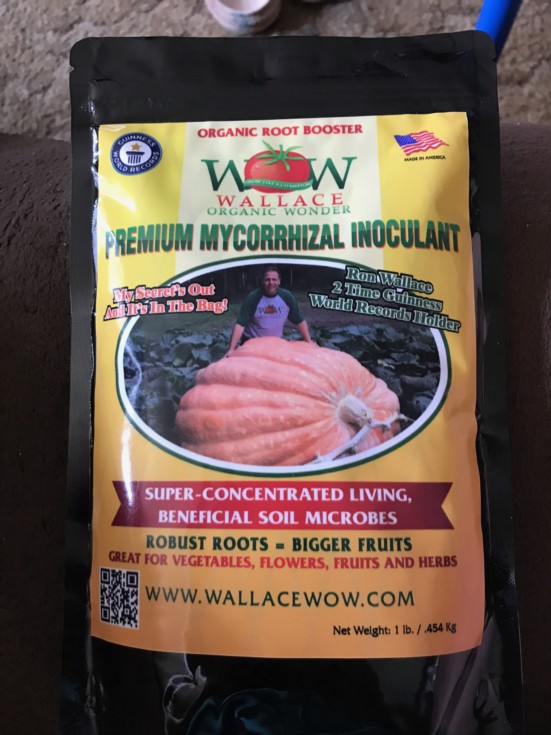 ORGANIC ROOT BOOSTER
GUINNESS
WORLD RECORDS
MADE IN AMERICA
WOW
WALLACE
ORGANIC WONDER
PREMIUM MYCORRHIZAL INOCULANT
My Secret's Out
And It's In The Bag!
Ron Wallace
2 Time Guinness
World Records Holder
WOW
SUPER-CONCENTRATED LIVING,
BENEFICIAL SOIL MICROBES
ROBUST ROOTS = BIGGER FRUITS
GREAT FOR VEGETABLES, FLOWERS, FRUITS AND HERBS
WWW.WALLACEWOW.COM
Net Weight: 1 lb. / .454 Kg